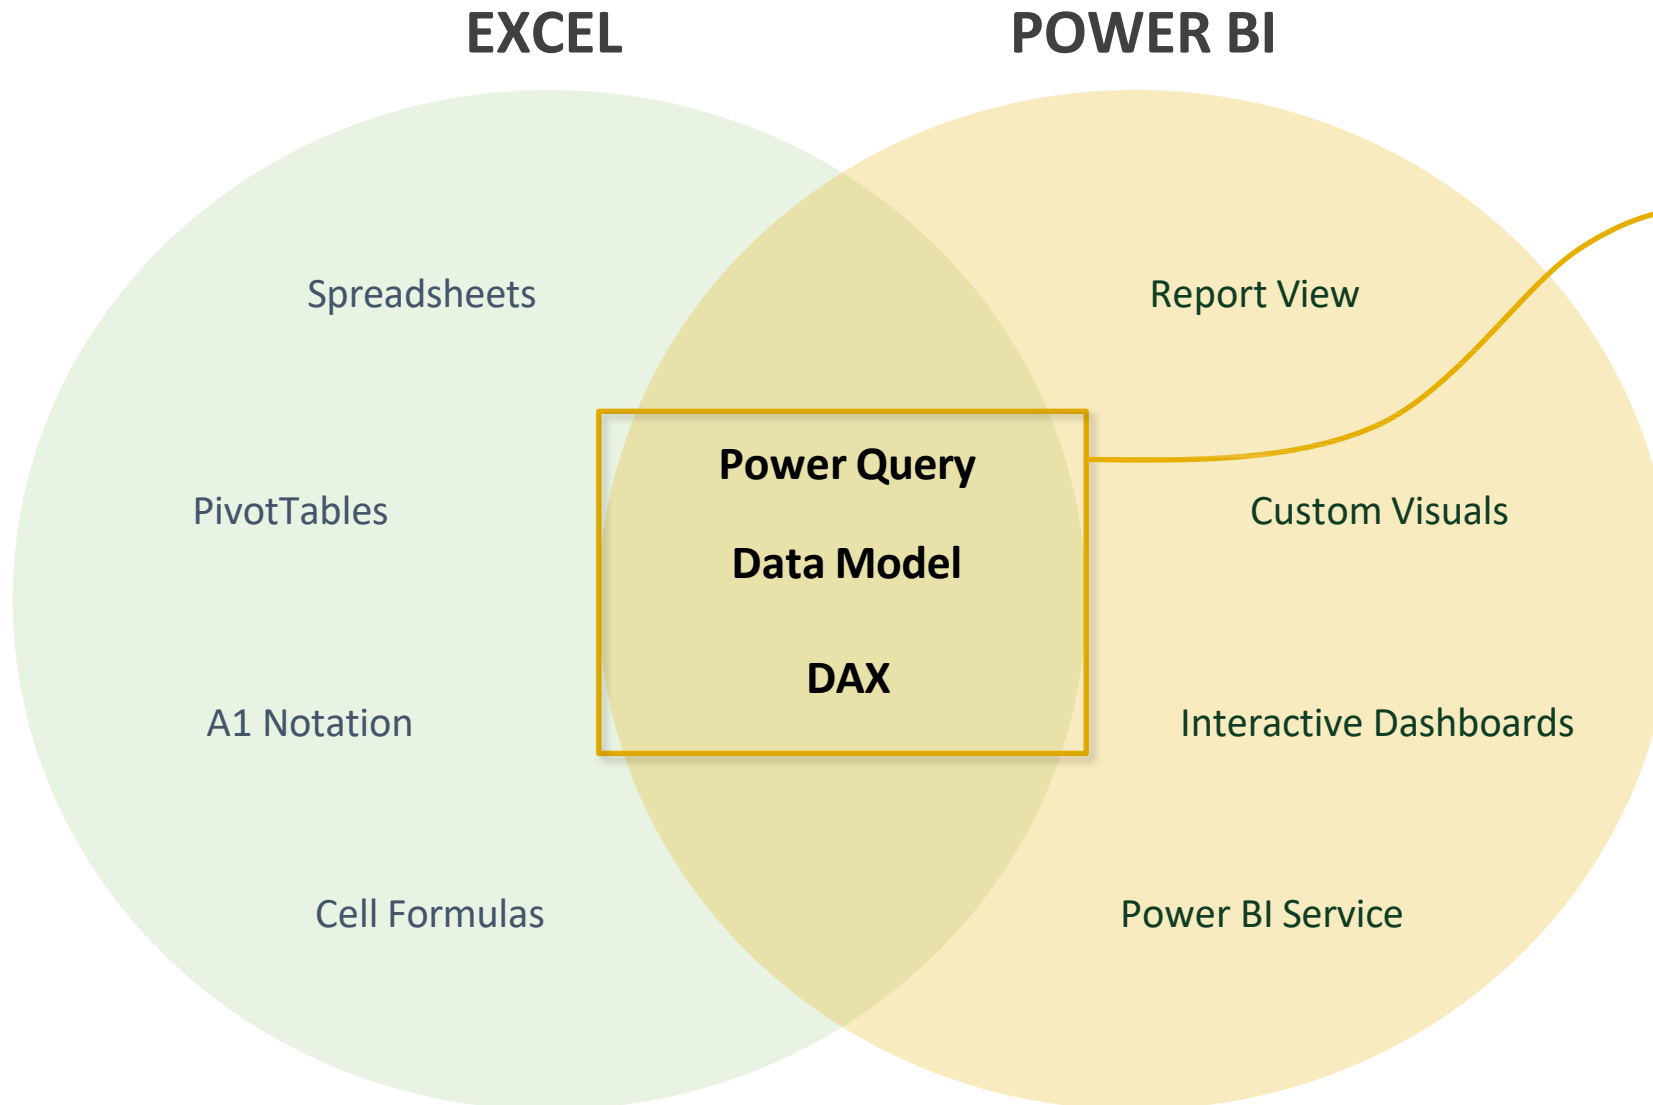 EXCEL
POWER BI
Spreadsheets
Report View
Power Query
PivotTables
Custom Visuals
Data Model
DAX
A1 Notation
Interactive Dashboards
Cell Formulas
Power BI Service